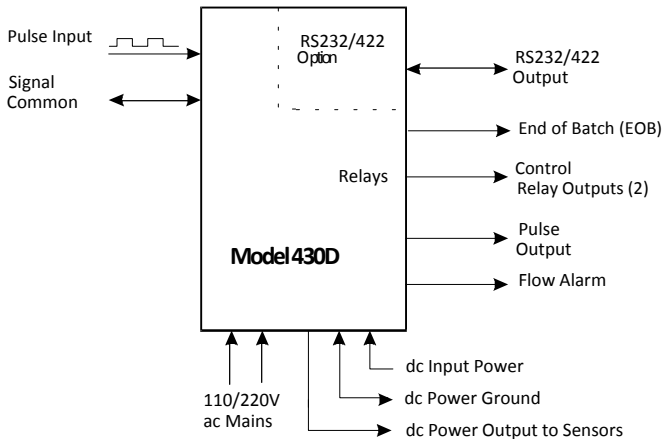 Pulse Input
Signal
Common
RS232/422
Option
RS232/422
Output
End of Batch (EOB)
Relays
Control
Relay Outputs (2)
Pulse
Output
Model 430D
Flow Alarm
110/220V
ac Mains
dc Input Power
dc Power Ground
dc Power Output to Sensors